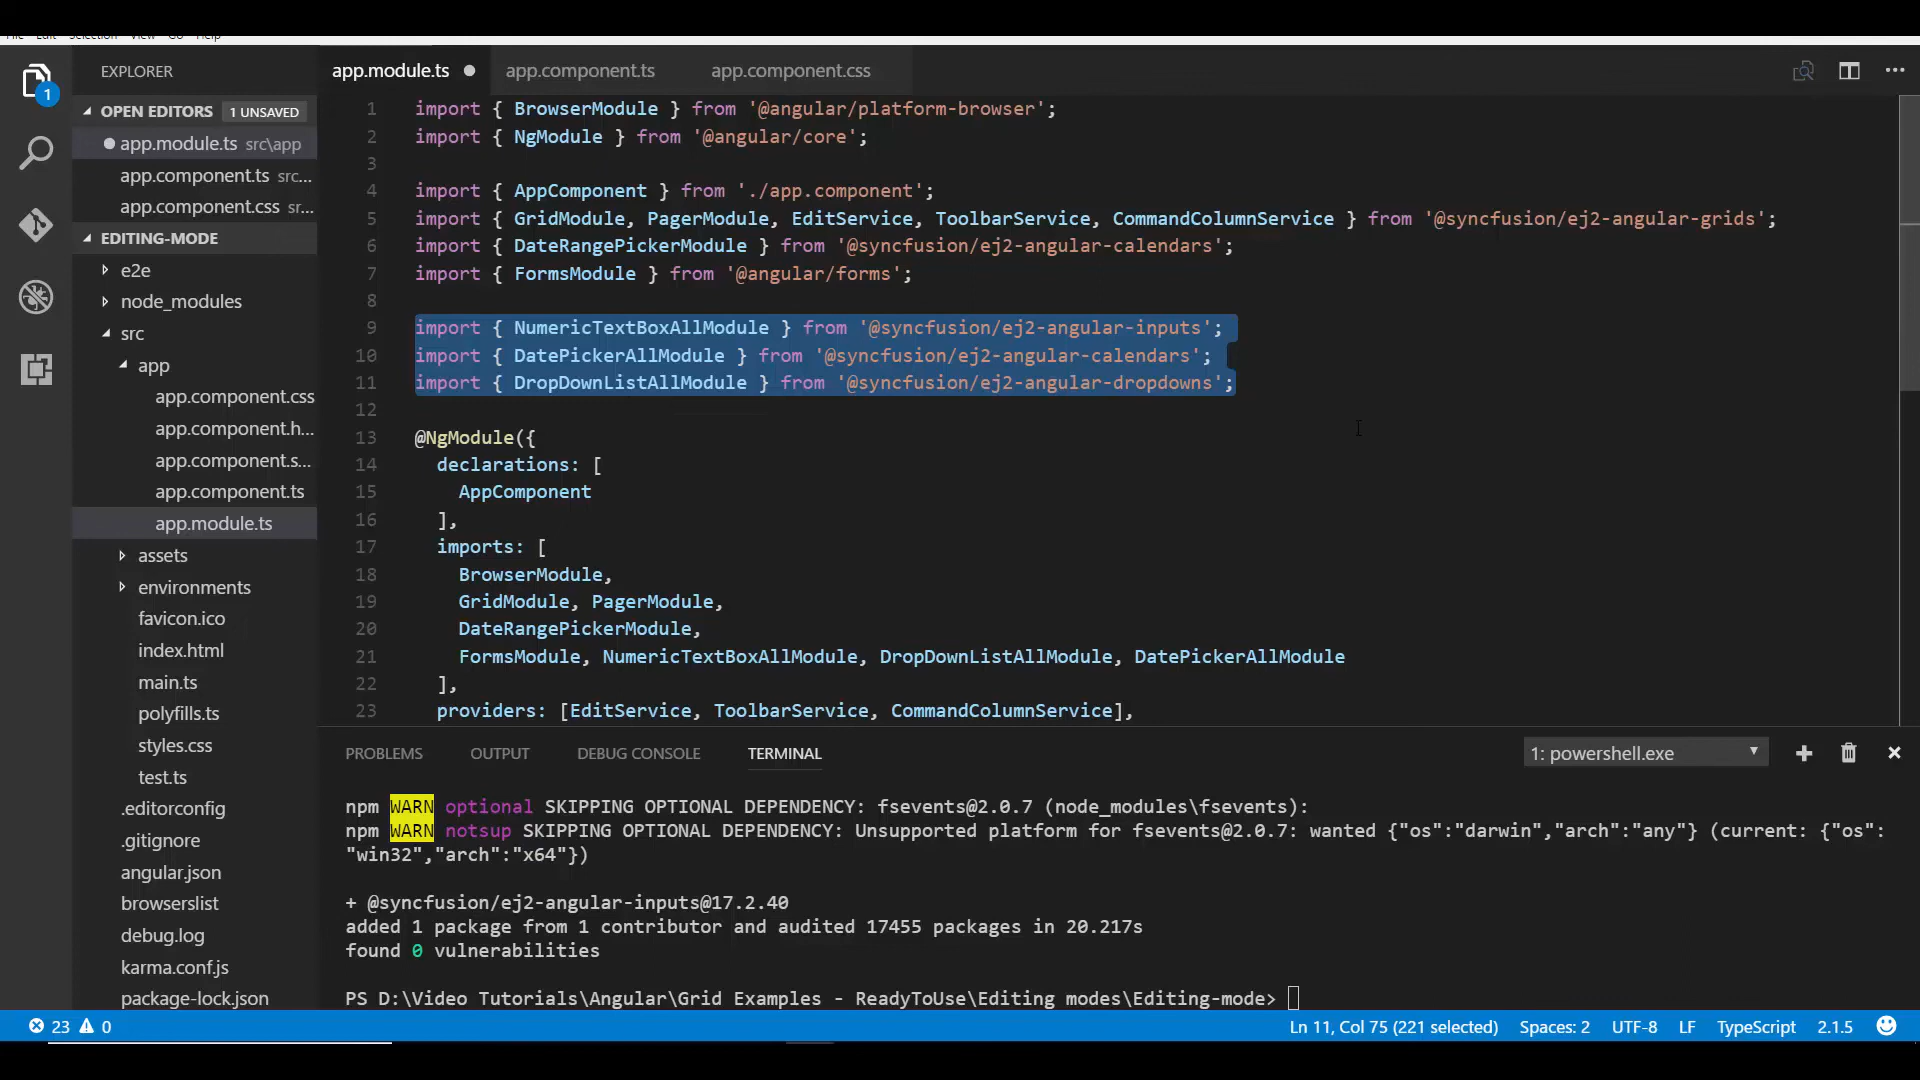 File Edit Selection View Go Help
EXPLORER
OPEN EDITORS 1 UNSAVED
app.module.ts src\app
app.component.ts src...
app.component.css sr...
EDITING-MODE
e2e
node_modules
src
app
app.component.css
app.component.h...
app.component.s...
app.component.ts
app.module.ts
assets
environments
favicon.ico
index.html
main.ts
polyfills.ts
styles.css
test.ts
.editorconfig
.gitignore
angular.json
browserslist
debug.log
karma.conf.js
package-lock.json
1
app.module.ts app.component.ts app.component.css
1 import { BrowserModule } from '@angular/platform-browser';
2 import { NgModule } from '@angular/core';
3
4 import { AppComponent } from './app.component';
5 import { GridModule, PagerModule, EditService, ToolbarService, CommandColumnService } from '@syncfusion/ej2-angular-grids';
6 import { DateRangePickerModule } from '@syncfusion/ej2-angular-calendars';
7 import { FormsModule } from '@angular/forms';
8
9 import { NumericTextBoxAllModule } from '@syncfusion/ej2-angular-inputs';
10 import { DatePickerAllModule } from '@syncfusion/ej2-angular-calendars';
11 import { DropDownListAllModule } from '@syncfusion/ej2-angular-dropdowns';
12
13 @NgModule({
14 declarations: [
15 AppComponent
16 ],
17 imports: [
18 BrowserModule,
19 GridModule, PagerModule,
20 DateRangePickerModule,
21 FormsModule, NumericTextBoxAllModule, DropDownListAllModule, DatePickerAllModule
22 ],
23 providers: [EditService, ToolbarService, CommandColumnService],
PROBLEMS OUTPUT DEBUG CONSOLE TERMINAL 1: powershell.exe
npm WARN optional SKIPPING OPTIONAL DEPENDENCY: fsevents@2.0.7 (node_modules\fsevents):
npm WARN notsup SKIPPING OPTIONAL DEPENDENCY: Unsupported platform for fsevents@2.0.7: wanted {"os":"darwin","arch":"any"} (current: {"os":
"win32","arch":"x64"})
+ @syncfusion/ej2-angular-inputs@17.2.40
added 1 package from 1 contributor and audited 17455 packages in 20.217s
found 0 vulnerabilities
PS D:\Video Tutorials\Angular\Grid Examples - ReadyToUse\Editing modes\Editing-mode>
23 0 Ln 11, Col 75 (221 selected) Spaces: 2 UTF-8 LF TypeScript 2.1.5